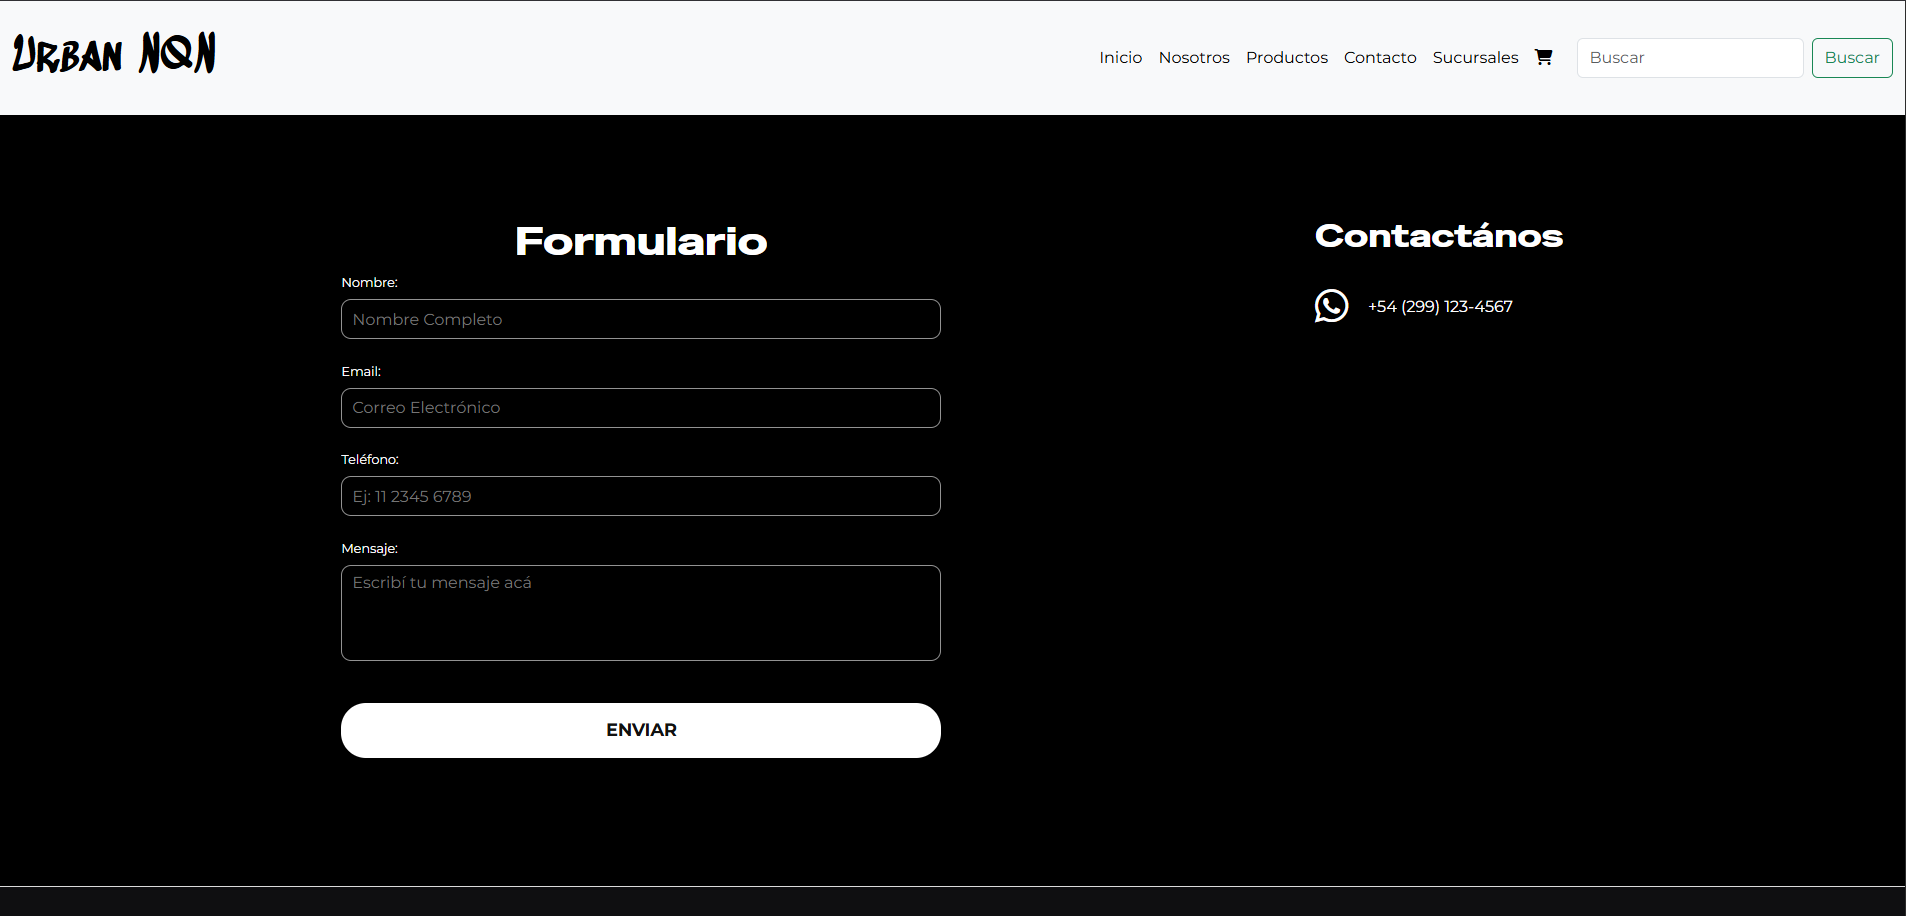 Urban NQN
Inicio Nosotros Productos Contacto Sucursales Buscar Buscar
Formulario
Nombre:
Nombre Completo
Email:
Correo Electrónico
Teléfono:
Ej: 11 2345 6789
Mensaje:
Escribí tu mensaje acá
ENVIAR
Contactános
+54 (299) 123-4567